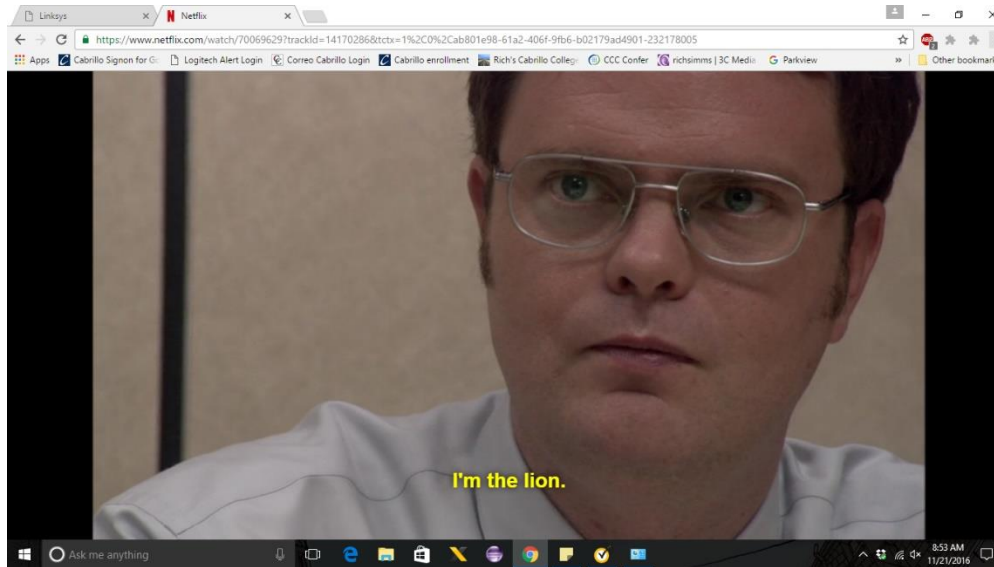 Linksys
Netflix
https://www.netflix.com/watch/70069629?trackId=14170286&tctx=1%2C0%2Cab801e98-61a2-406f-9fb6-b02179ad4901-232178005
Apps Cabrillo Signon for G Logitech Alert Login Correo Cabrillo Login Cabrillo enrollment Rich's Cabrillo Colleg CCC Confer richsimms | 3C Media Parkview » Other bookmar
I'm the lion.
Ask me anything
8:53 AM
11/21/2016